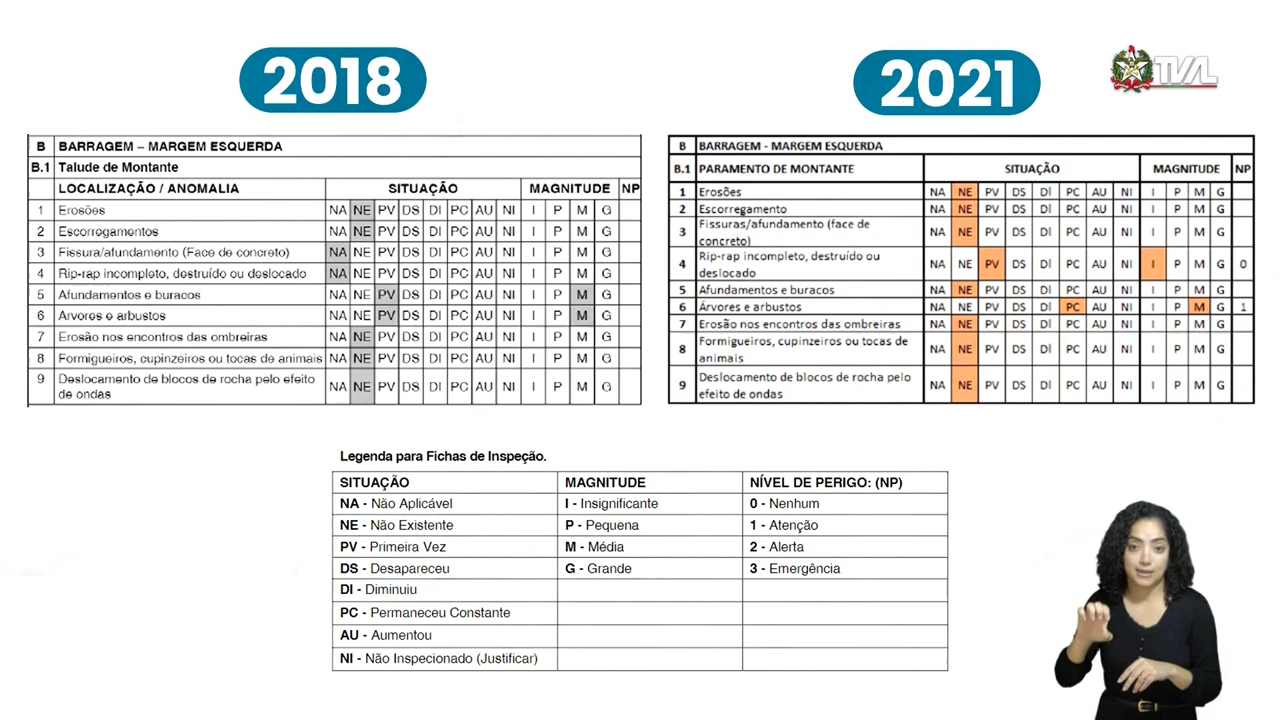 2018
2021
TVAL
B BARRAGEM – MARGEM ESQUERDA
B.1 Talude de Montante
LOCALIZAÇÃO / ANOMALIA SITUAÇÃO MAGNITUDE NP
1 Erosões NA NE PV DS DI PC AU NI I P M G
2 Escorregamentos NA NE PV DS DI PC AU NI I P M G
3 Fissura/afundamento (Face de concreto) NA NE PV DS DI PC AU NI I P M G
4 Rip-rap incompleto, destruído ou deslocado NA NE PV DS DI PC AU NI I P M G
5 Afundamentos e buracos NA NE PV DS DI PC AU NI I P M G
6 Arvores e arbustos NA NE PV DS DI PC AU NI I P M G
7 Erosão nos encontros das ombreiras NA NE PV DS DI PC AU NI I P M G
8 Formigueiros, cupinzeiros ou tocas de animais NA NE PV DS DI PC AU NI I P M G
9 Deslocamento de blocos de rocha pelo efeito
de ondas NA NE PV DS DI PC AU NI I P M G
B BARRAGEM - MARGEM ESQUERDA
B.1 PARAMENTO DE MONTANTE SITUAÇÃO MAGNITUDE NP
1 Erosões NA NE PV DS DI PC AU NI I P M G
2 Escorregamento NA NE PV DS DI PC AU NI I P M G
3 Fissuras/afundamento (face de
concreto) NA NE PV DS DI PC AU NI I P M G
4 Rip-rap incompleto, destruído ou
deslocado NA NE PV DS DI PC AU NI I P M G 0
5 Afundamentos e buracos NA NE PV DS DI PC AU NI I P M G
6 Árvores e arbustos NA NE PV DS DI PC AU NI I P M G 1
7 Erosão nos encontros das ombreiras NA NE PV DS DI PC AU NI I P M G
8 Formigueiros, cupinzeiros ou tocas de
animais NA NE PV DS DI PC AU NI I P M G
9 Deslocamento de blocos de rocha pelo
efeito de ondas NA NE PV DS DI PC AU NI I P M G
Legenda para Fichas de Inspeção.
SITUAÇÃO MAGNITUDE NÍVEL DE PERIGO: (NP)
NA - Não Aplicável I - Insignificante 0 - Nenhum
NE - Não Existente P - Pequena 1 - Atenção
PV - Primeira Vez M - Média 2 - Alerta
DS - Desapareceu G - Grande 3 - Emergência
DI - Diminuiu
PC - Permaneceu Constante
AU - Aumentou
NI - Não Inspecionado (Justificar)